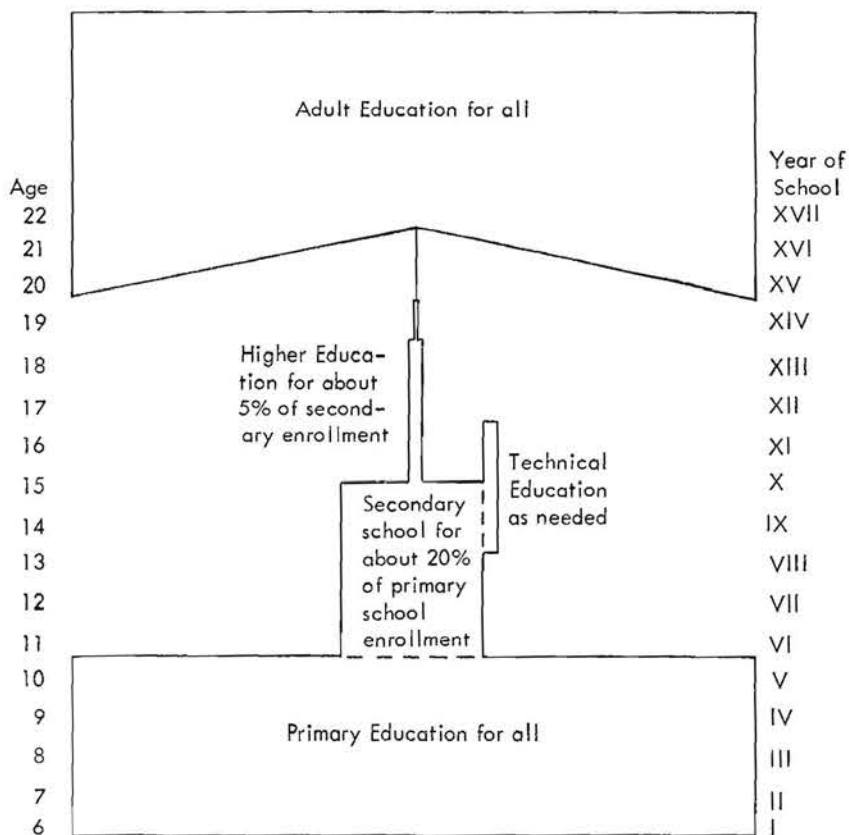 Adult Education for all
Age
22
21
20
19
18
17
16
15
14
13
12
11
10
9
8
7
6
Year of
School
XVII
XVI
XV
XIV
XIII
XII
XI
X
IX
VIII
VII
VI
V
IV
III
II
I
Higher Educa-
tion for about
5% of second-
ary enrollment
Technical
Education
as needed
Secondary
school for
about 20%
of primary
school
enrollment
Primary Education for all